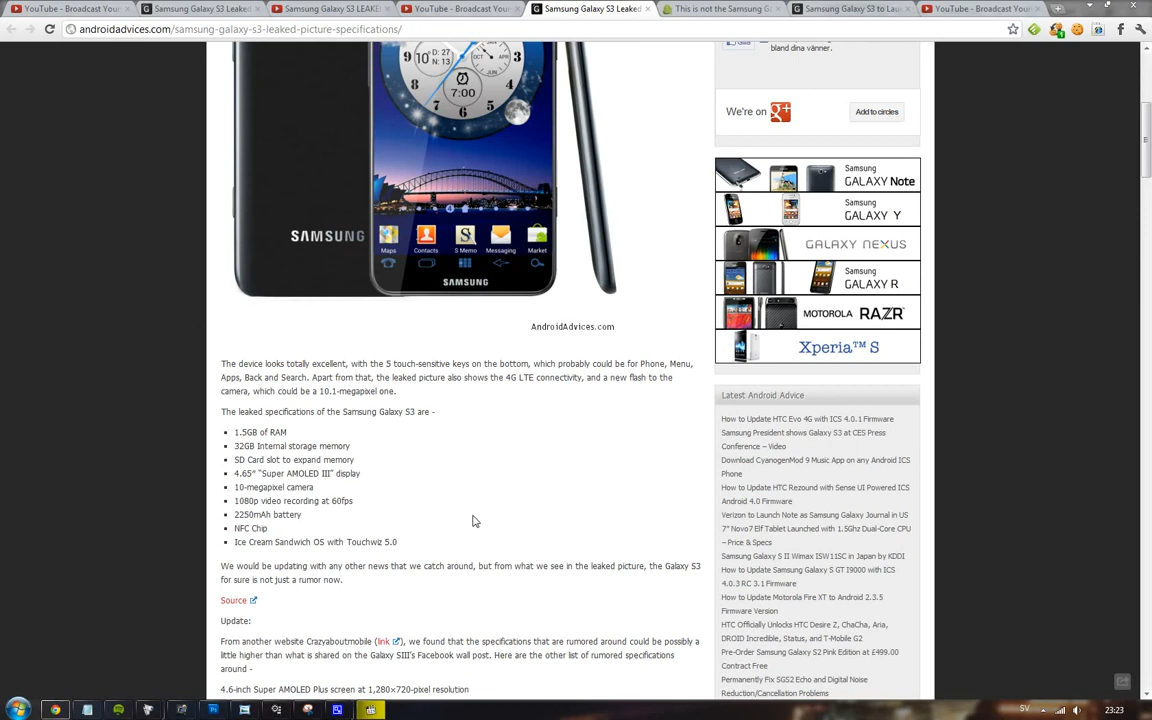 YouTube - Broadcast Your
Samsung Galaxy S3 Leaked
Samsung Galaxy S3 LEAKE
YouTube - Broadcast Your
Samsung Galaxy S3 Leaked
This is not the Samsung G
Samsung Galaxy S3 to Laun
YouTube - Broadcast Your
androidadvices.com/samsung-galaxy-s3-leaked-picture-specifications/
bland dina vänner.
10° D: 27
N: 13
7:00
We're on
Add to circles
Samsung
GALAXY Note
Samsung
GALAXY Y
GALAXY NEXUS
Samsung
GALAXY R
MOTOROLA RAZR
Xperia™ S
SAMSUNG
Maps Contacts S Memo Messaging Market
SAMSUNG
AndroidAdvices.com
The device looks totally excellent, with the 5 touch-sensitive keys on the bottom, which probably could be for Phone, Menu,
Apps, Back and Search. Apart from that, the leaked picture also shows the 4G LTE connectivity, and a new flash to the
camera, which could be a 10.1-megapixel one.
The leaked specifications of the Samsung Galaxy S3 are -
1.5GB of RAM
32GB Internal storage memory
SD Card slot to expand memory
4.65" "Super AMOLED III" display
10-megapixel camera
1080p video recording at 60fps
2250mAh battery
NFC Chip
Ice Cream Sandwich OS with Touchwiz 5.0
We would be updating with any other news that we catch around, but from what we see in the leaked picture, the Galaxy S3
for sure is not just a rumor now.
Source
Update:
From another website Crazyaboutmobile (link), we found that the specifications that are rumored around could be possibly a
little higher than what is shared on the Galaxy SIII's Facebook wall post. Here are the other list of rumored specifications
around -
4.6-inch Super AMOLED Plus screen at 1,280×720-pixel resolution
Latest Android Advice
How to Update HTC Evo 4G with ICS 4.0.1 Firmware
Samsung President shows Galaxy S3 at CES Press
Conference – Video
Download CyanogenMod 9 Music App on any Android ICS
Phone
How to Update HTC Rezound with Sense UI Powered ICS
Android 4.0 Firmware
Verizon to Launch Note as Samsung Galaxy Journal in US
7" Novo7 Elf Tablet Launched with 1.5Ghz Dual-Core CPU
– Price & Specs
Samsung Galaxy S II Wimax ISW11SC in Japan by KDDI
How to Update Samsung Galaxy S GT I9000 with ICS
4.0.3 RC 3.1 Firmware
How to Update Motorola Fire XT to Android 2.3.5
Firmware Version
HTC Officially Unlocks HTC Desire Z, ChaCha, Aria,
DROID Incredible, Status, and T-Mobile G2
Pre-Order Samsung Galaxy S2 Pink Edition at £499.00
Contract Free
Permanently Fix SGS2 Echo and Digital Noise
Reduction/Cancellation Problems
SV
23:23